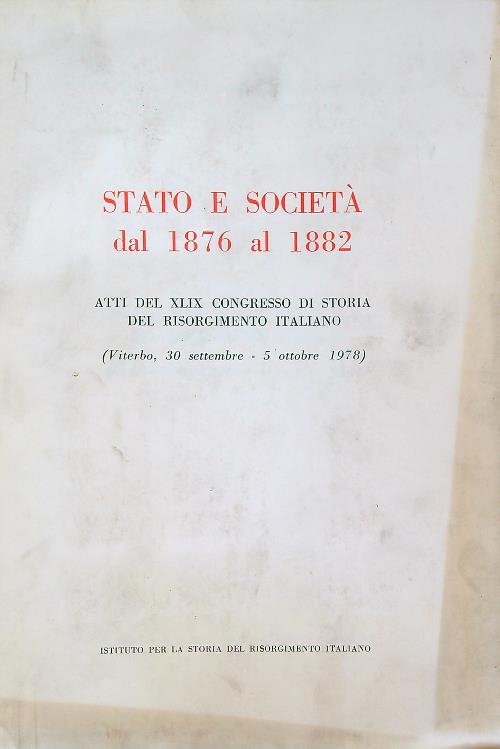 STATO E SOCIETÀ
dal 1876 al 1882
ATTI DEL XLIX CONGRESSO DI STORIA
DEL RISORGIMENTO ITALIANO
(Viterbo, 30 settembre - 5 ottobre 1978)
ISTITUTO PER LA STORIA DEL RISORGIMENTO ITALIANO